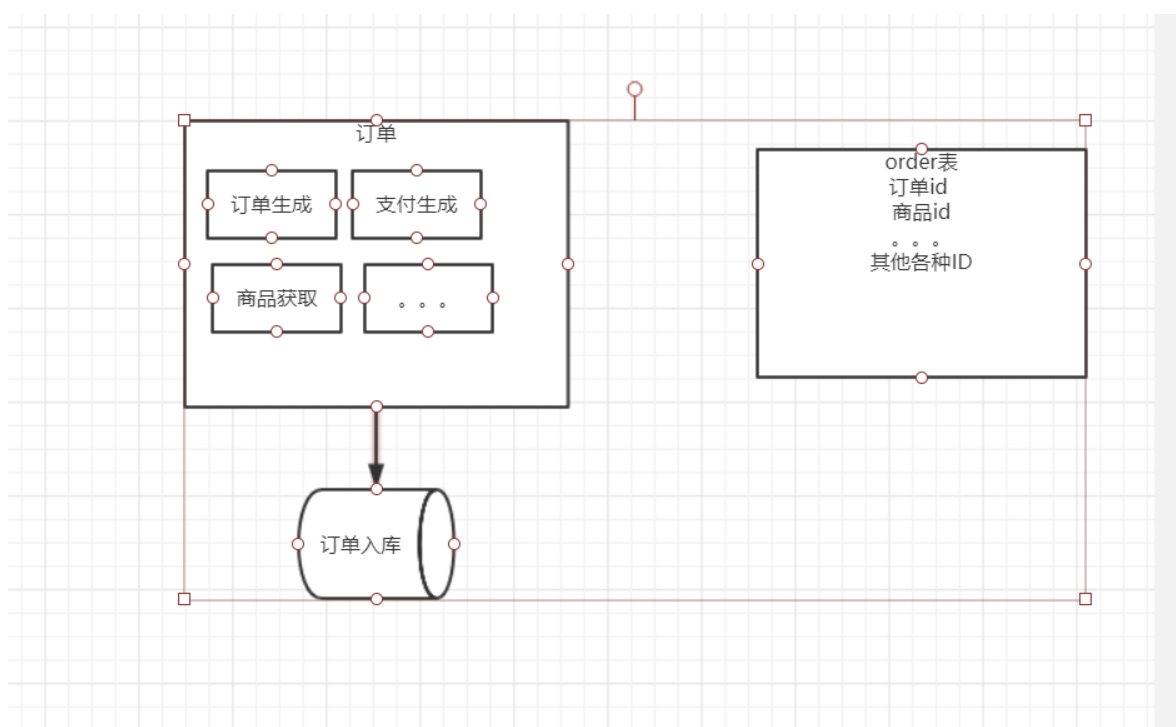 订单
订单生成
支付生成
商品获取
。。。
订单入库
order表
订单id
商品id
。。。
其他各种ID